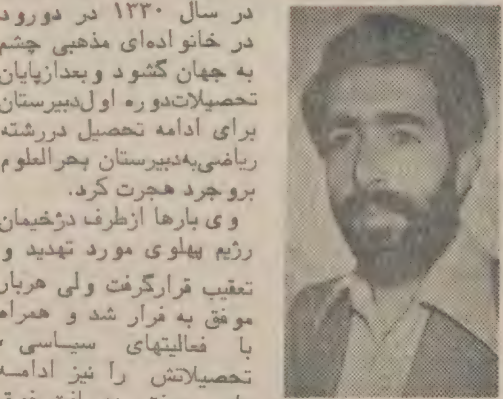 در سال ۱۳۳۰ در دورود
در خانواده‌ای مذهبی چشم
به جهان گشود و بعدازپایان
تحصیلات‌دوره اول‌دبیرستان
برای ادامه تحصیل دررشته
ریاضی‌به‌دبیرستان بحرالعلوم
بروجرد هجرت کرد.
وی بارها ازطرف دژخیمان
رژیم پهلوی مورد تهدید و
تعقیب قرارگرفت ولی هربار
موفق به فرار شد و همراه
با فعالیتهای سیاسی
تحصیلاتش را نیز ادامه